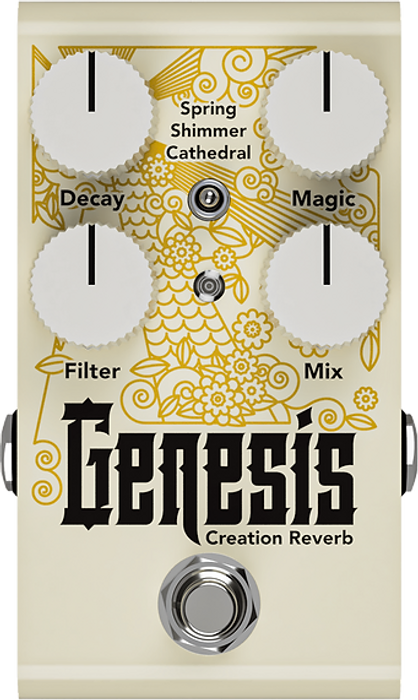 Spring
Shimmer
Cathedral
Decay
Magic
Filter
Mix
Genesis
Creation Reverb